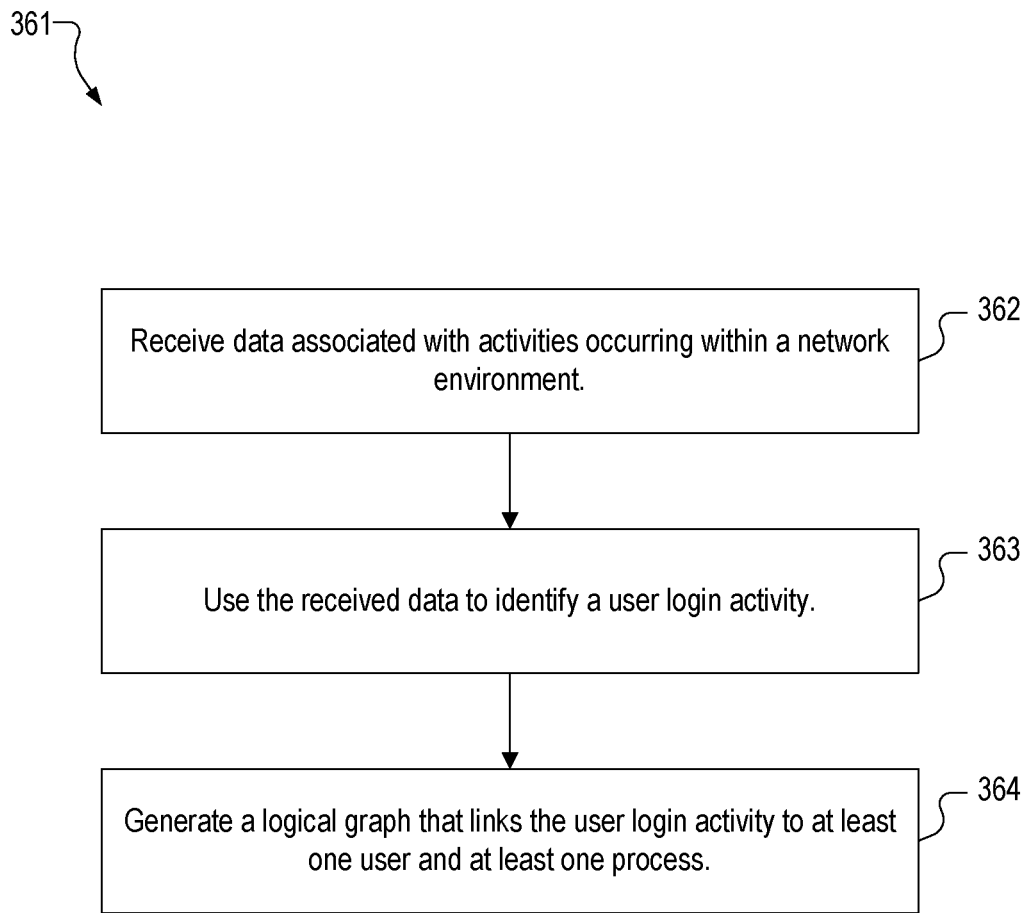 361
Receive data associated with activities occurring within a network
environment.
362
Use the received data to identify a user login activity.
363
Generate a logical graph that links the user login activity to at least
one user and at least one process.
364